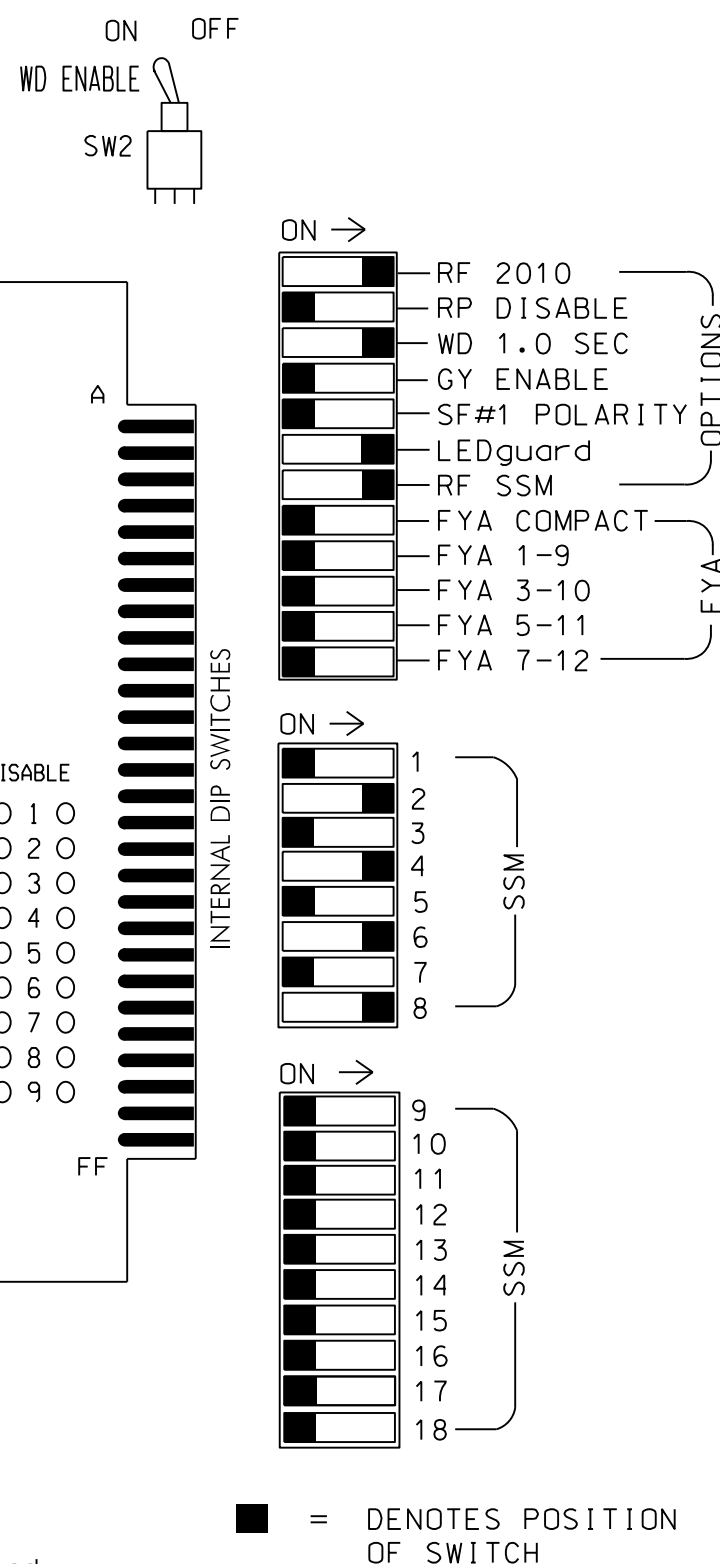 ON OFF
WD ENABLE
SW2
ON
RF 2010
RP DISABLE
WD 1.0 SEC
GY ENABLE
SF#1 POLARITY
LEDguard
RF SSM
OPTIONS
FYA COMPACT
FYA 1-9
FYA 3-10
FYA 5-11
FYA 7-12
FYA
A
FF
INTERNAL DIP SWITCHES
ISABLE
1
2
3
4
5
6
7
8
9
ON
1
2
3
4
5
6
7
8
SSM
ON
9
10
11
12
13
14
15
16
17
18
SSM
= DENOTES POSITION
OF SWITCH